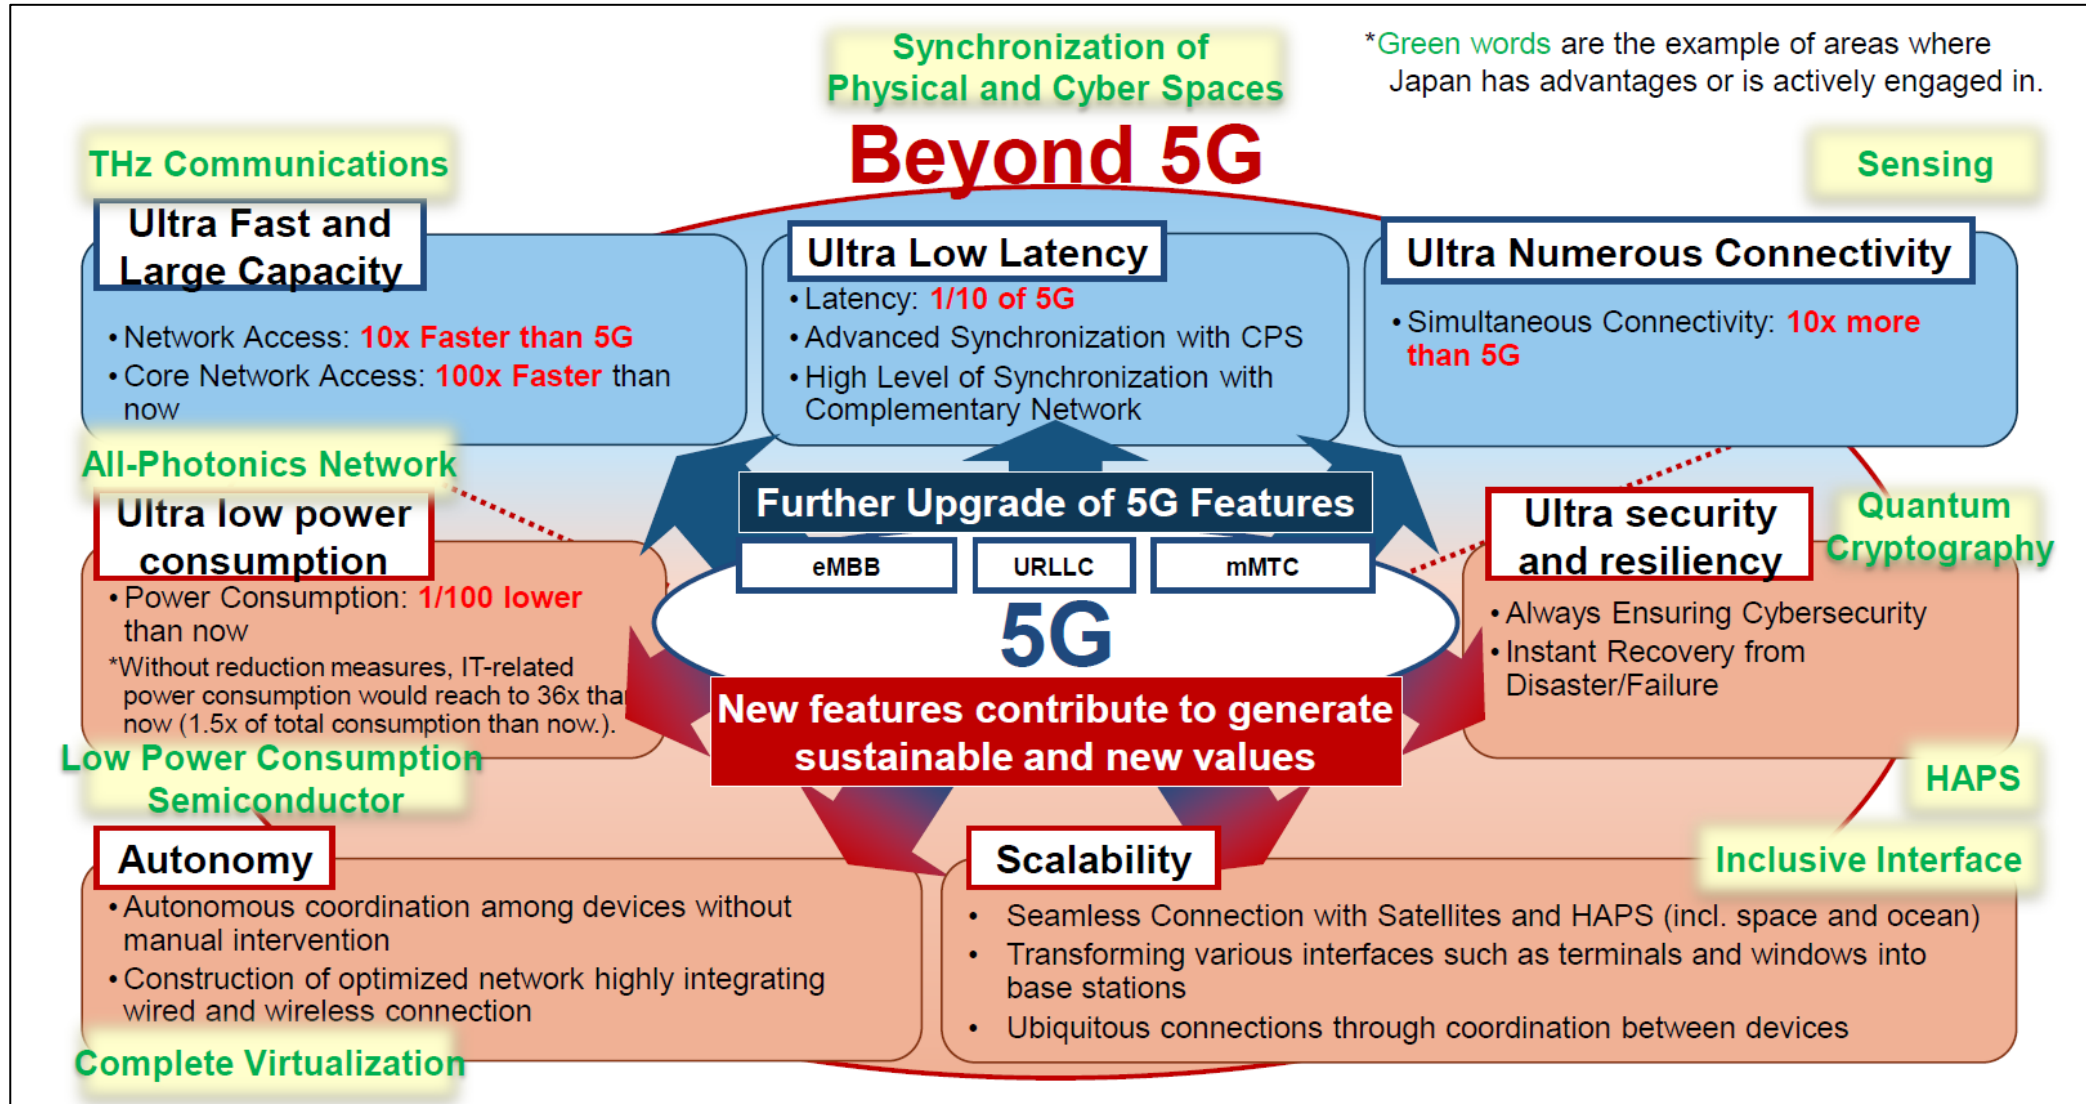 Synchronization of
Physical and Cyber Spaces
*Green words are the example of areas where
Japan has advantages or is actively engaged in.
Beyond 5G
THz Communications
Sensing
Ultra Fast and
Large Capacity
• Network Access: 10x Faster than 5G
• Core Network Access: 100x Faster than
now
Ultra Low Latency
• Latency: 1/10 of 5G
• Advanced Synchronization with CPS
• High Level of Synchronization with
Complementary Network
Ultra Numerous Connectivity
• Simultaneous Connectivity: 10x more
than 5G
All-Photonics Network
Further Upgrade of 5G Features
eMBB
URLLC
mMTC
5G
New features contribute to generate
sustainable and new values
Ultra low power
consumption
• Power Consumption: 1/100 lower
than now
*Without reduction measures, IT-related
power consumption would reach to 36x than
now (1.5x of total consumption than now.).
Ultra security
and resiliency
Quantum
Cryptography
• Always Ensuring Cybersecurity
• Instant Recovery from
Disaster/Failure
Low Power Consumption
Semiconductor
HAPS
Inclusive Interface
Autonomy
• Autonomous coordination among devices without
manual intervention
• Construction of optimized network highly integrating
wired and wireless connection
Complete Virtualization
Scalability
• Seamless Connection with Satellites and HAPS (incl. space and ocean)
• Transforming various interfaces such as terminals and windows into
base stations
• Ubiquitous connections through coordination between devices